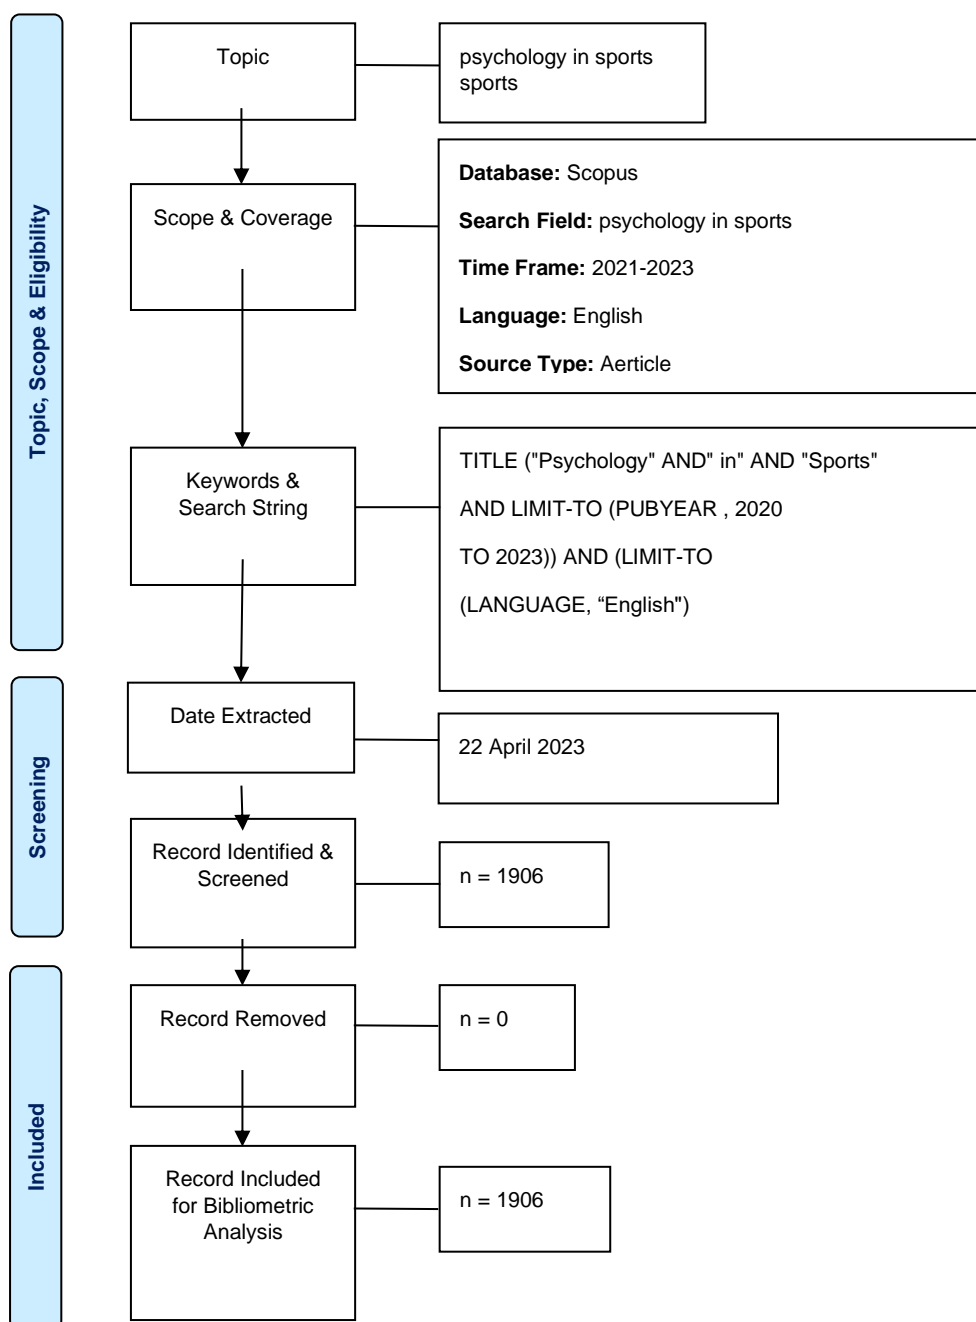 Topic, Scope & Eligibility
Topic
psychology in sports
sports
Scope & Coverage
Database: Scopus
Search Field: psychology in sports
Time Frame: 2021-2023
Language: English
Source Type: Aerticle
Keywords &
Search String
TITLE ("Psychology" AND" in" AND "Sports"
AND LIMIT-TO (PUBYEAR , 2020
TO 2023)) AND (LIMIT-TO
(LANGUAGE, “English")
Screening
Date Extracted
22 April 2023
Record Identified &
Screened
n = 1906
Included
Record Removed
n = 0
Record Included
for Bibliometric
Analysis
n = 1906